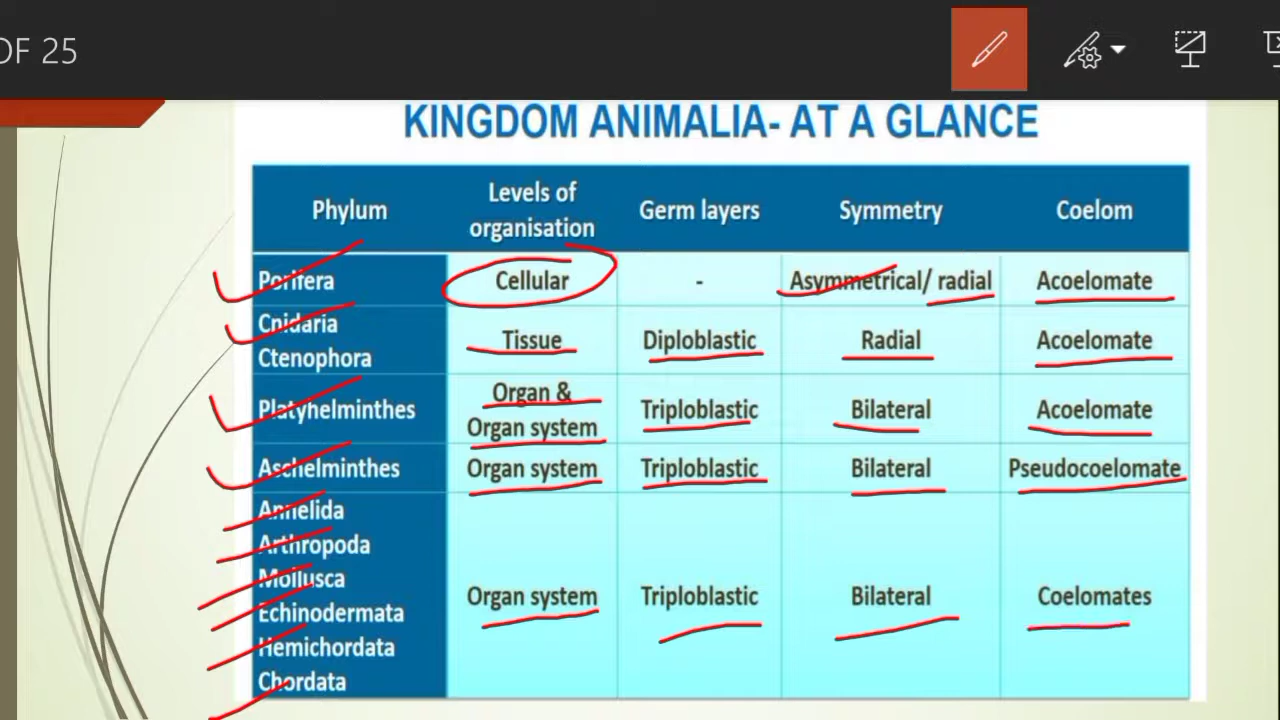 OF 25
KINGDOM ANIMALIA- AT A GLANCE
Phylum
Levels of
organisation
Germ layers
Symmetry
Coelom
Porifera
Cellular
-
Asymmetrical/ radial
Acoelomate
Cnidaria
Ctenophora
Tissue
Diploblastic
Radial
Acoelomate
Platyhelminthes
Organ &
Organ system
Triploblastic
Bilateral
Acoelomate
Aschelminthes
Organ system
Triploblastic
Bilateral
Pseudocoelomate
Annelida
Arthropoda
Mollusca
Echinodermata
Hemichordata
Chordata
Organ system
Triploblastic
Bilateral
Coelomates